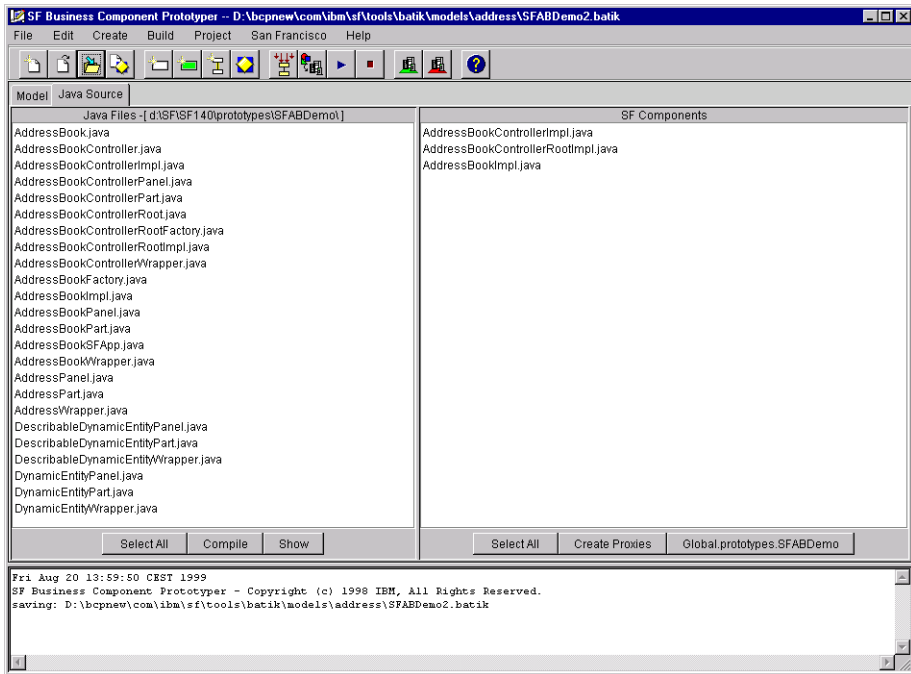 SF Business Component Prototyper -- D:\bcpnew\com\ibm\sf\tools\batik\models\address\SFABDemo2.batik
File Edit Create Build Project San Francisco Help
Model Java Source
Java Files -[ d:\SF\SF140\prototypes\SFABDemo\ ]
AddressBook.java
AddressBookController.java
AddressBookControllerImpl.java
AddressBookControllerPanel.java
AddressBookControllerPart.java
AddressBookControllerRoot.java
AddressBookControllerRootFactory.java
AddressBookControllerRootImpl.java
AddressBookControllerWrapper.java
AddressBookFactory.java
AddressBookImpl.java
AddressBookPanel.java
AddressBookPart.java
AddressBookSFApp.java
AddressBookWrapper.java
AddressPanel.java
AddressPart.java
AddressWrapper.java
DescribableDynamicEntityPanel.java
DescribableDynamicEntityPart.java
DescribableDynamicEntityWrapper.java
DynamicEntityPanel.java
DynamicEntityPart.java
DynamicEntityWrapper.java
Select All Compile Show
SF Components
AddressBookControllerImpl.java
AddressBookControllerRootImpl.java
AddressBookImpl.java
Select All Create Proxies Global.prototypes.SFABDemo
Fri Aug 20 13:59:50 CEST 1999
SF Business Component Prototyper - Copyright (c) 1998 IBM, All Rights Reserved.
saving: D:\bcpnew\com\ibm\sf\tools\batik\models\address\SFABDemo2.batik